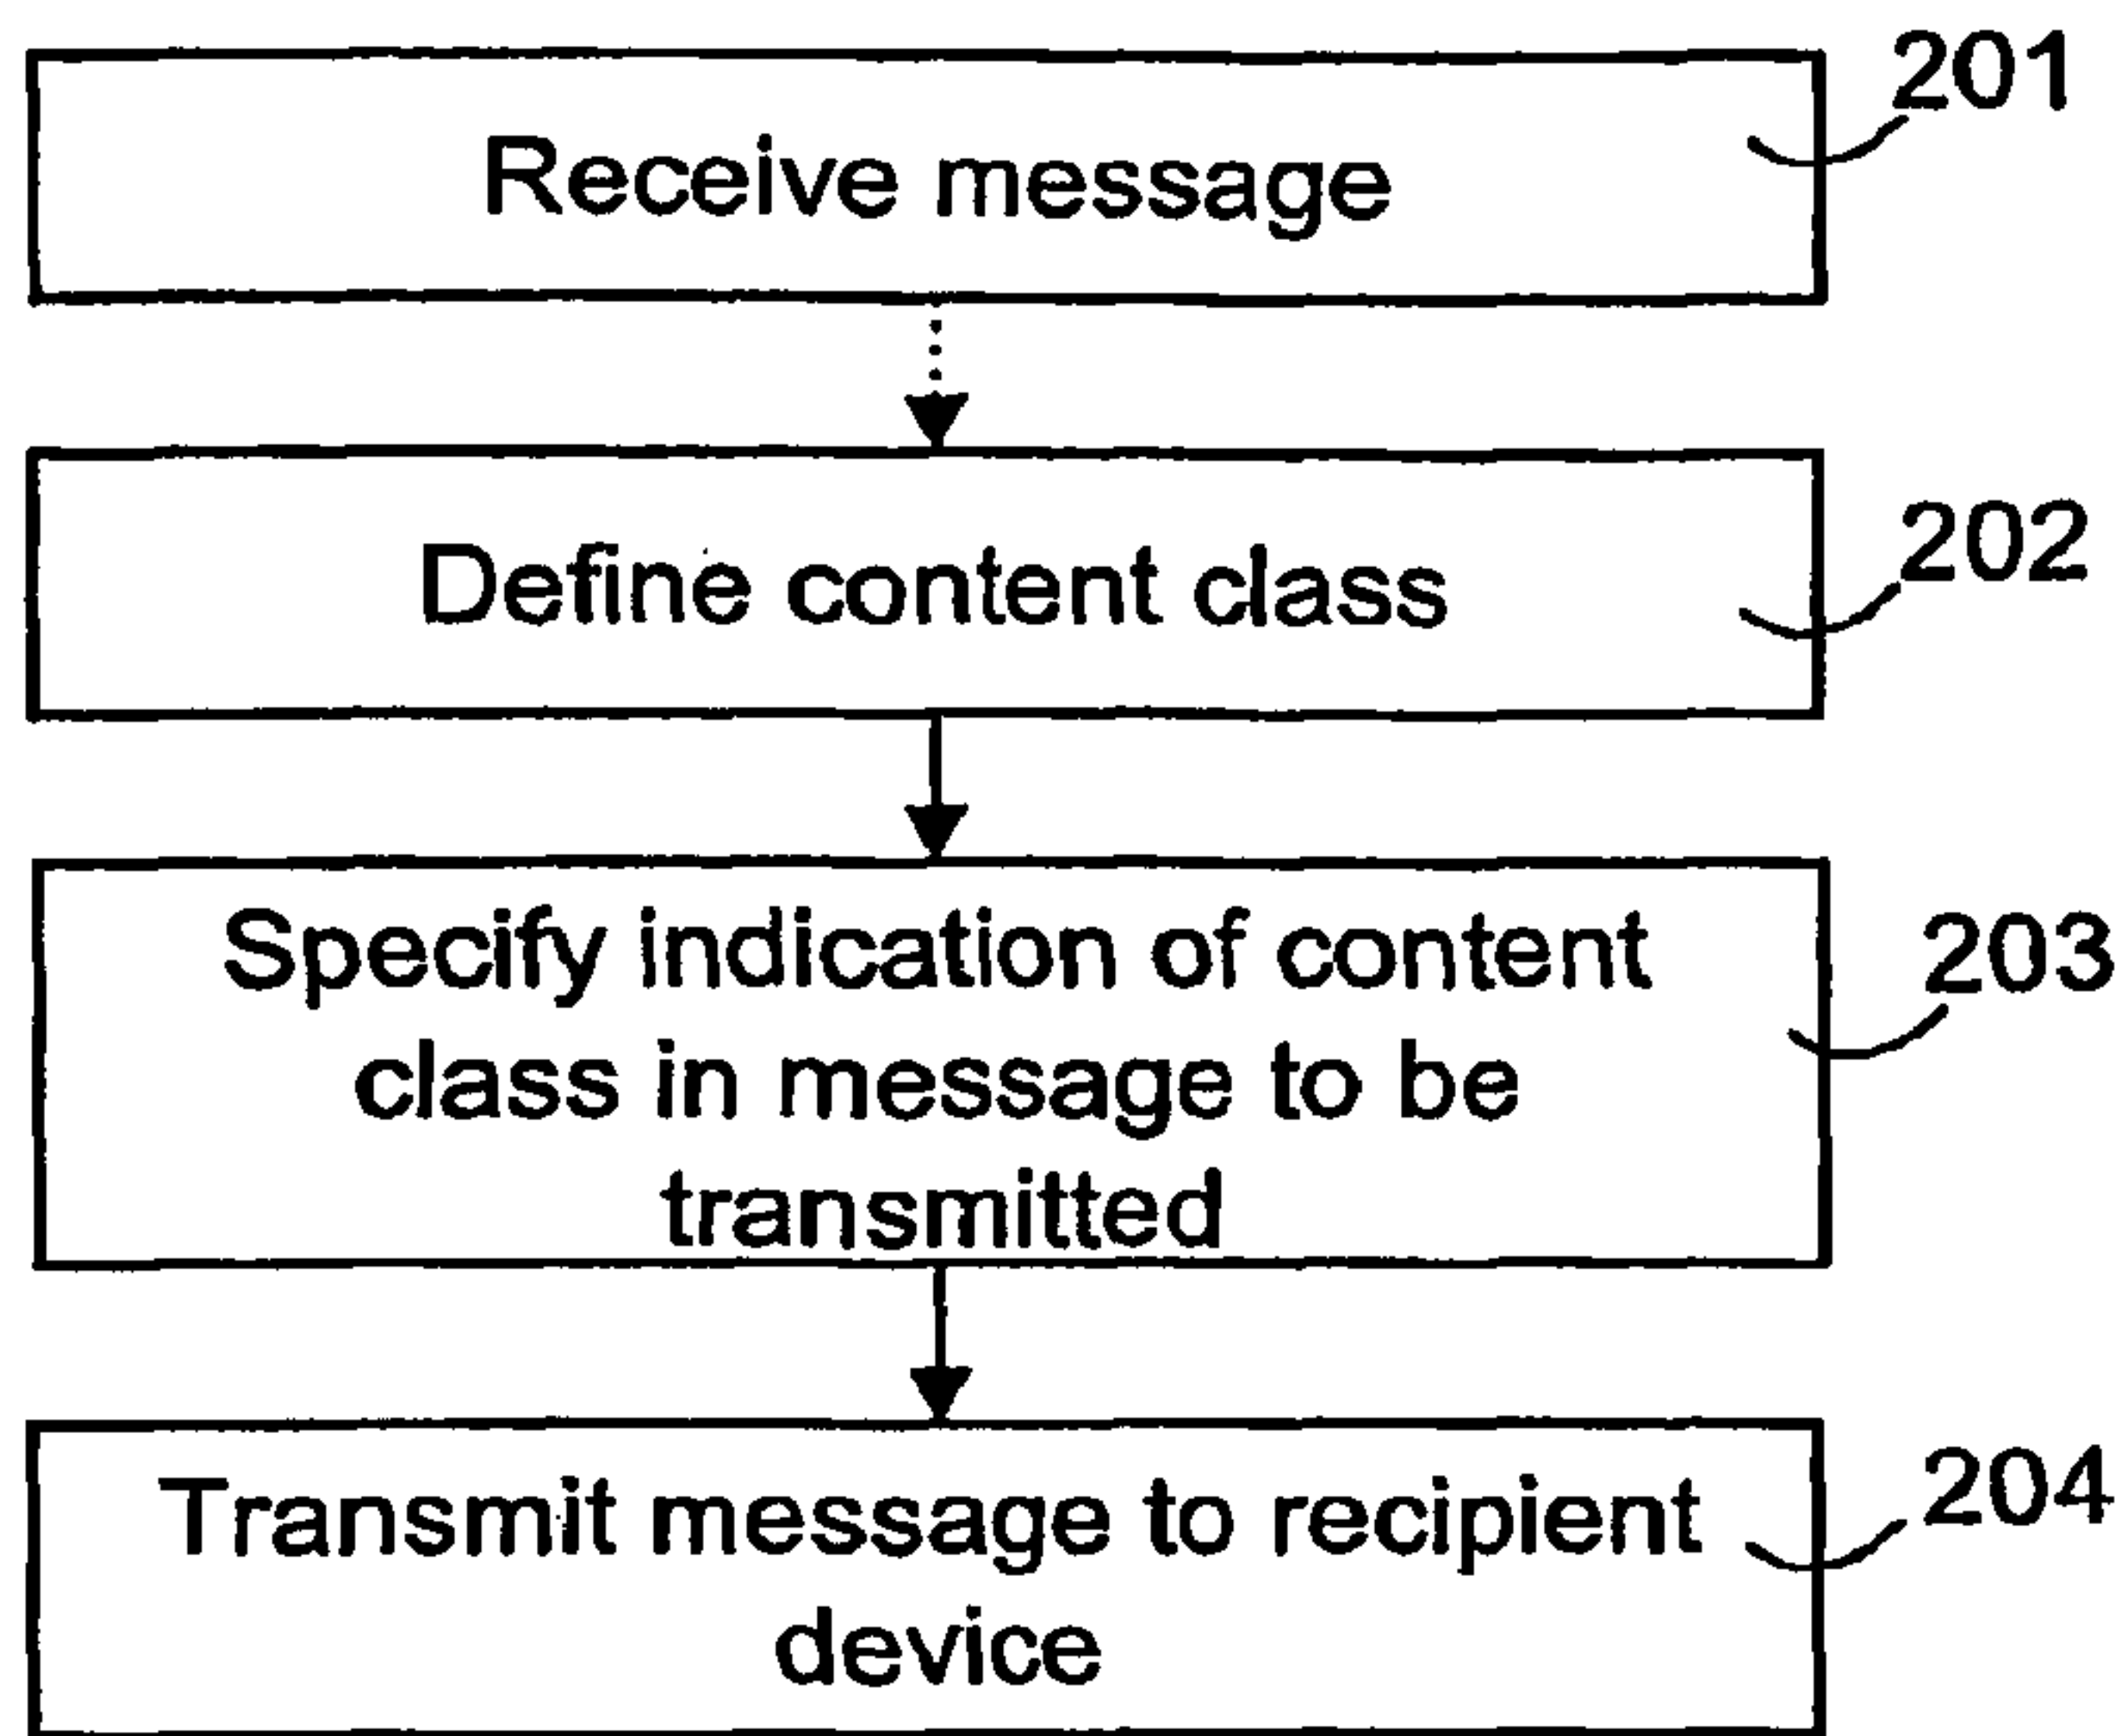 201
Receive message
202
Define content class
203
Specify indication of content
class in message to be
transmitted
204
Transmit message to recipient
device